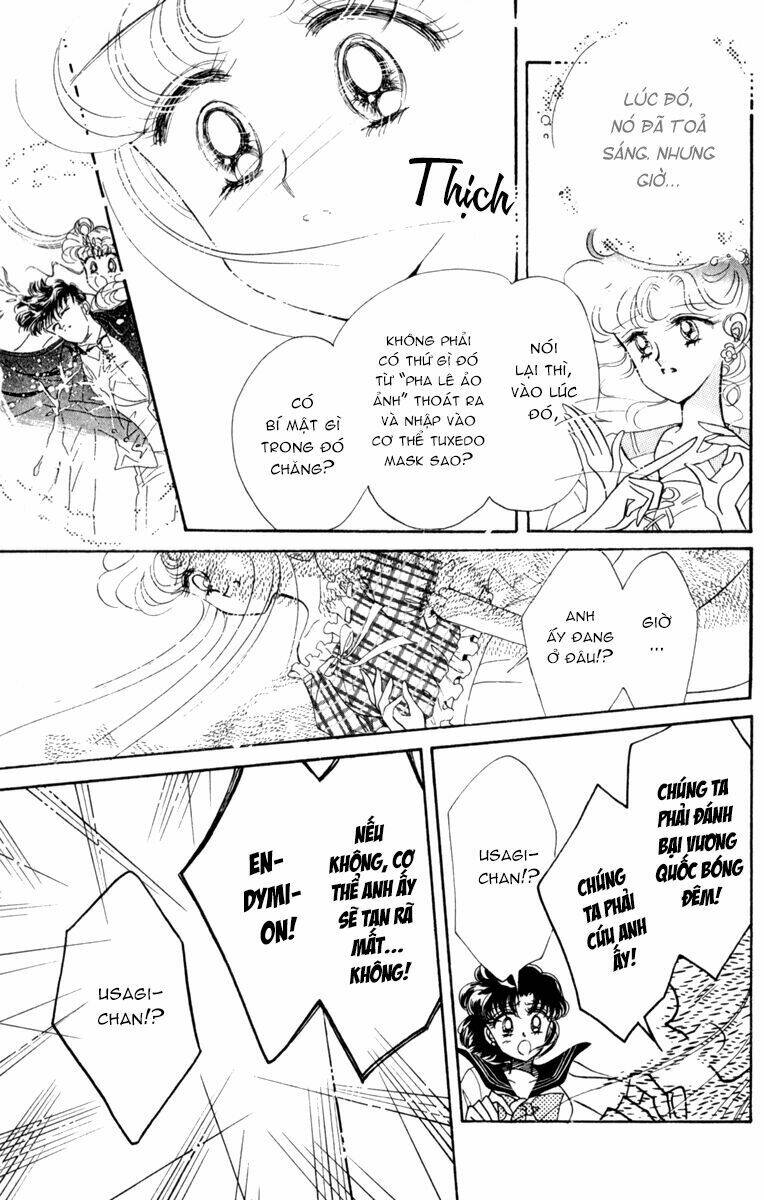 LÚC ĐÓ,
NÓ ĐÃ TOẢ
SÁNG. NHƯNG
GIỜ...
NÓI
LẠI THÌ,
VÀO LÚC
ĐÓ,
Thịch
KHÔNG PHẢI
CÓ THỨ GÌ ĐÓ
TỪ “PHA LÊ ẢO
ẢNH” THOÁT RA
VÀ NHẬP VÀO
CƠ THỂ TUXEDO
MASK SAO?
CÓ
BÍ MẬT GÌ
TRONG ĐÓ
CHĂNG?
GIỜ
...
ANH
ẤY ĐANG
Ở ĐÂU!?
CHÚNG TA
PHẢI ĐÁNH
BẠI VƯƠNG
QUỐC BÓNG
ĐÊM!
CHÚNG
TA PHẢI
CỨU ANH
ẤY!
USAGI-
CHAN!?
NẾU
KHÔNG, CƠ
THỂ ANH ẤY
SẼ TAN RÃ
MẤT...
KHÔNG!
EN-
DYMI-
ON!
USAGI-
CHAN!?